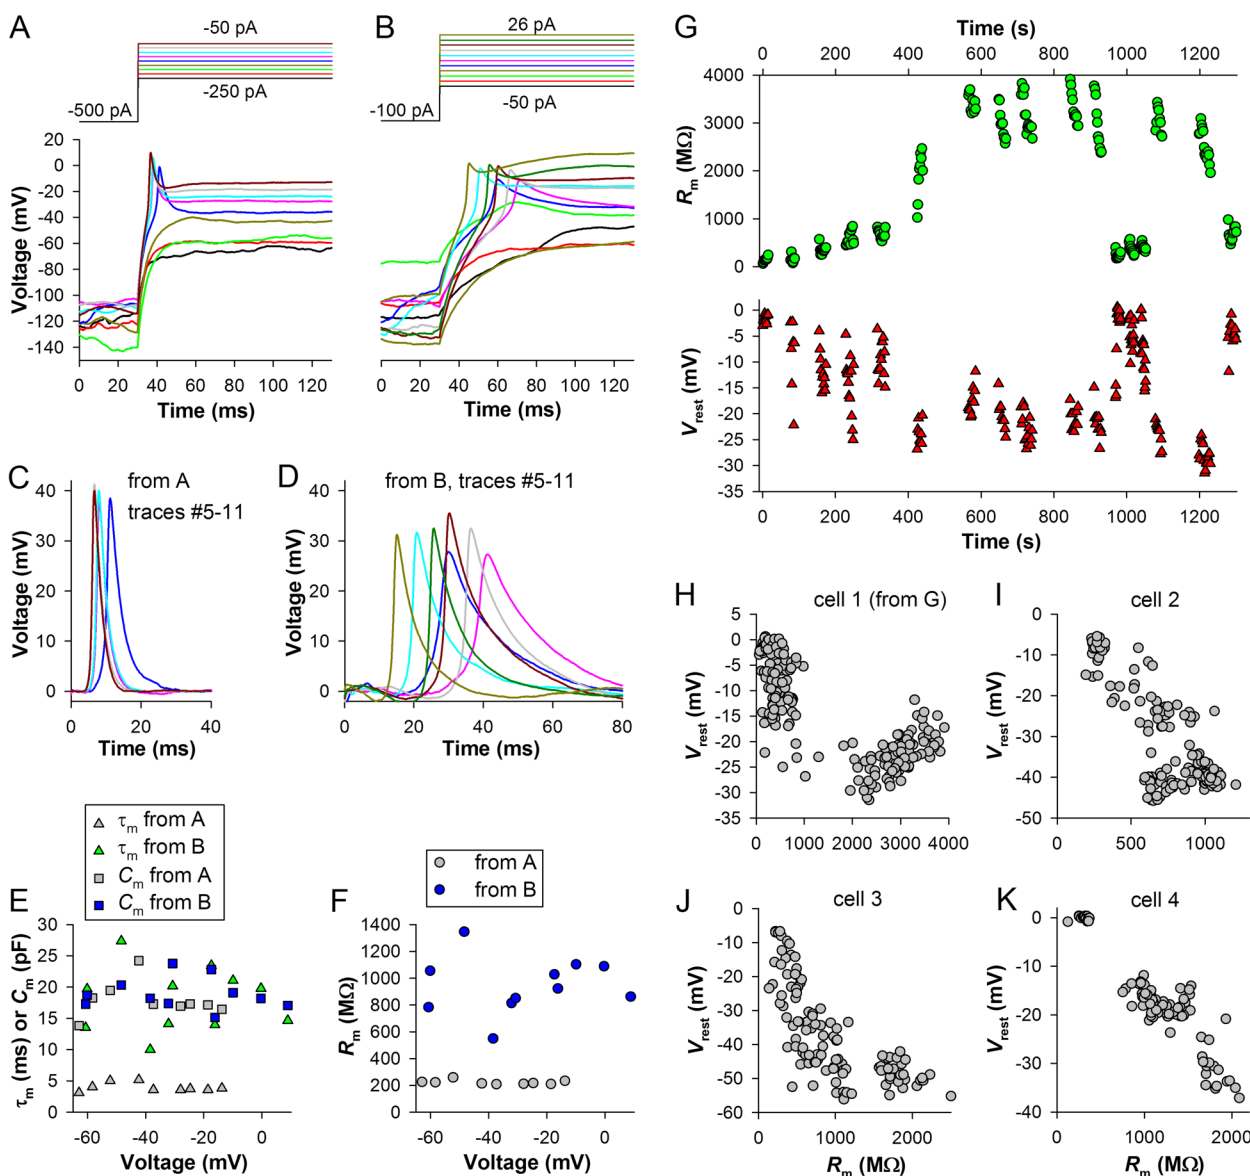 A
-50 pA
-500 pA
-250 pA
20
0
-20
-40
-60
-80
-100
-120
-140
Voltage (mV)
0 20 40 60 80 100 120
Time (ms)
B
26 pA
-100 pA
-50 pA
0 20 40 60 80 100 120
Time (ms)
C
from A
traces #5-11
40
30
20
10
0
Voltage (mV)
0 20 40
Time (ms)
D
from B, traces #5-11
40
30
20
10
0
Voltage (mV)
0 20 40 60 80
Time (ms)
τm from A
τm from B
Cm from A
Cm from B
E
30
25
20
15
10
5
0
τm (ms) or Cm (pF)
-60 -40 -20 0
Voltage (mV)
from A
from B
F
1400
1200
1000
800
600
400
200
0
Rm (MΩ)
-60 -40 -20 0
Voltage (mV)
G
Time (s)
0 200 400 600 800 1000 1200
4000
3000
2000
1000
0
Rm (MΩ)
0
-5
-10
-15
-20
-25
-30
-35
Vrest (mV)
0 200 400 600 800 1000 1200
Time (s)
H
cell 1 (from G)
5
0
-5
-10
-15
-20
-25
-30
-35
Vrest (mV)
0 1000 2000 3000 4000
I
cell 2
0
-10
-20
-30
-40
-50
Vrest (mV)
0 500 1000
J
cell 3
0
-10
-20
-30
-40
-50
-60
Vrest (mV)
0 1000 2000
Rm (MΩ)
K
cell 4
0
-10
-20
-30
-40
Vrest (mV)
0 1000 2000
Rm (MΩ)